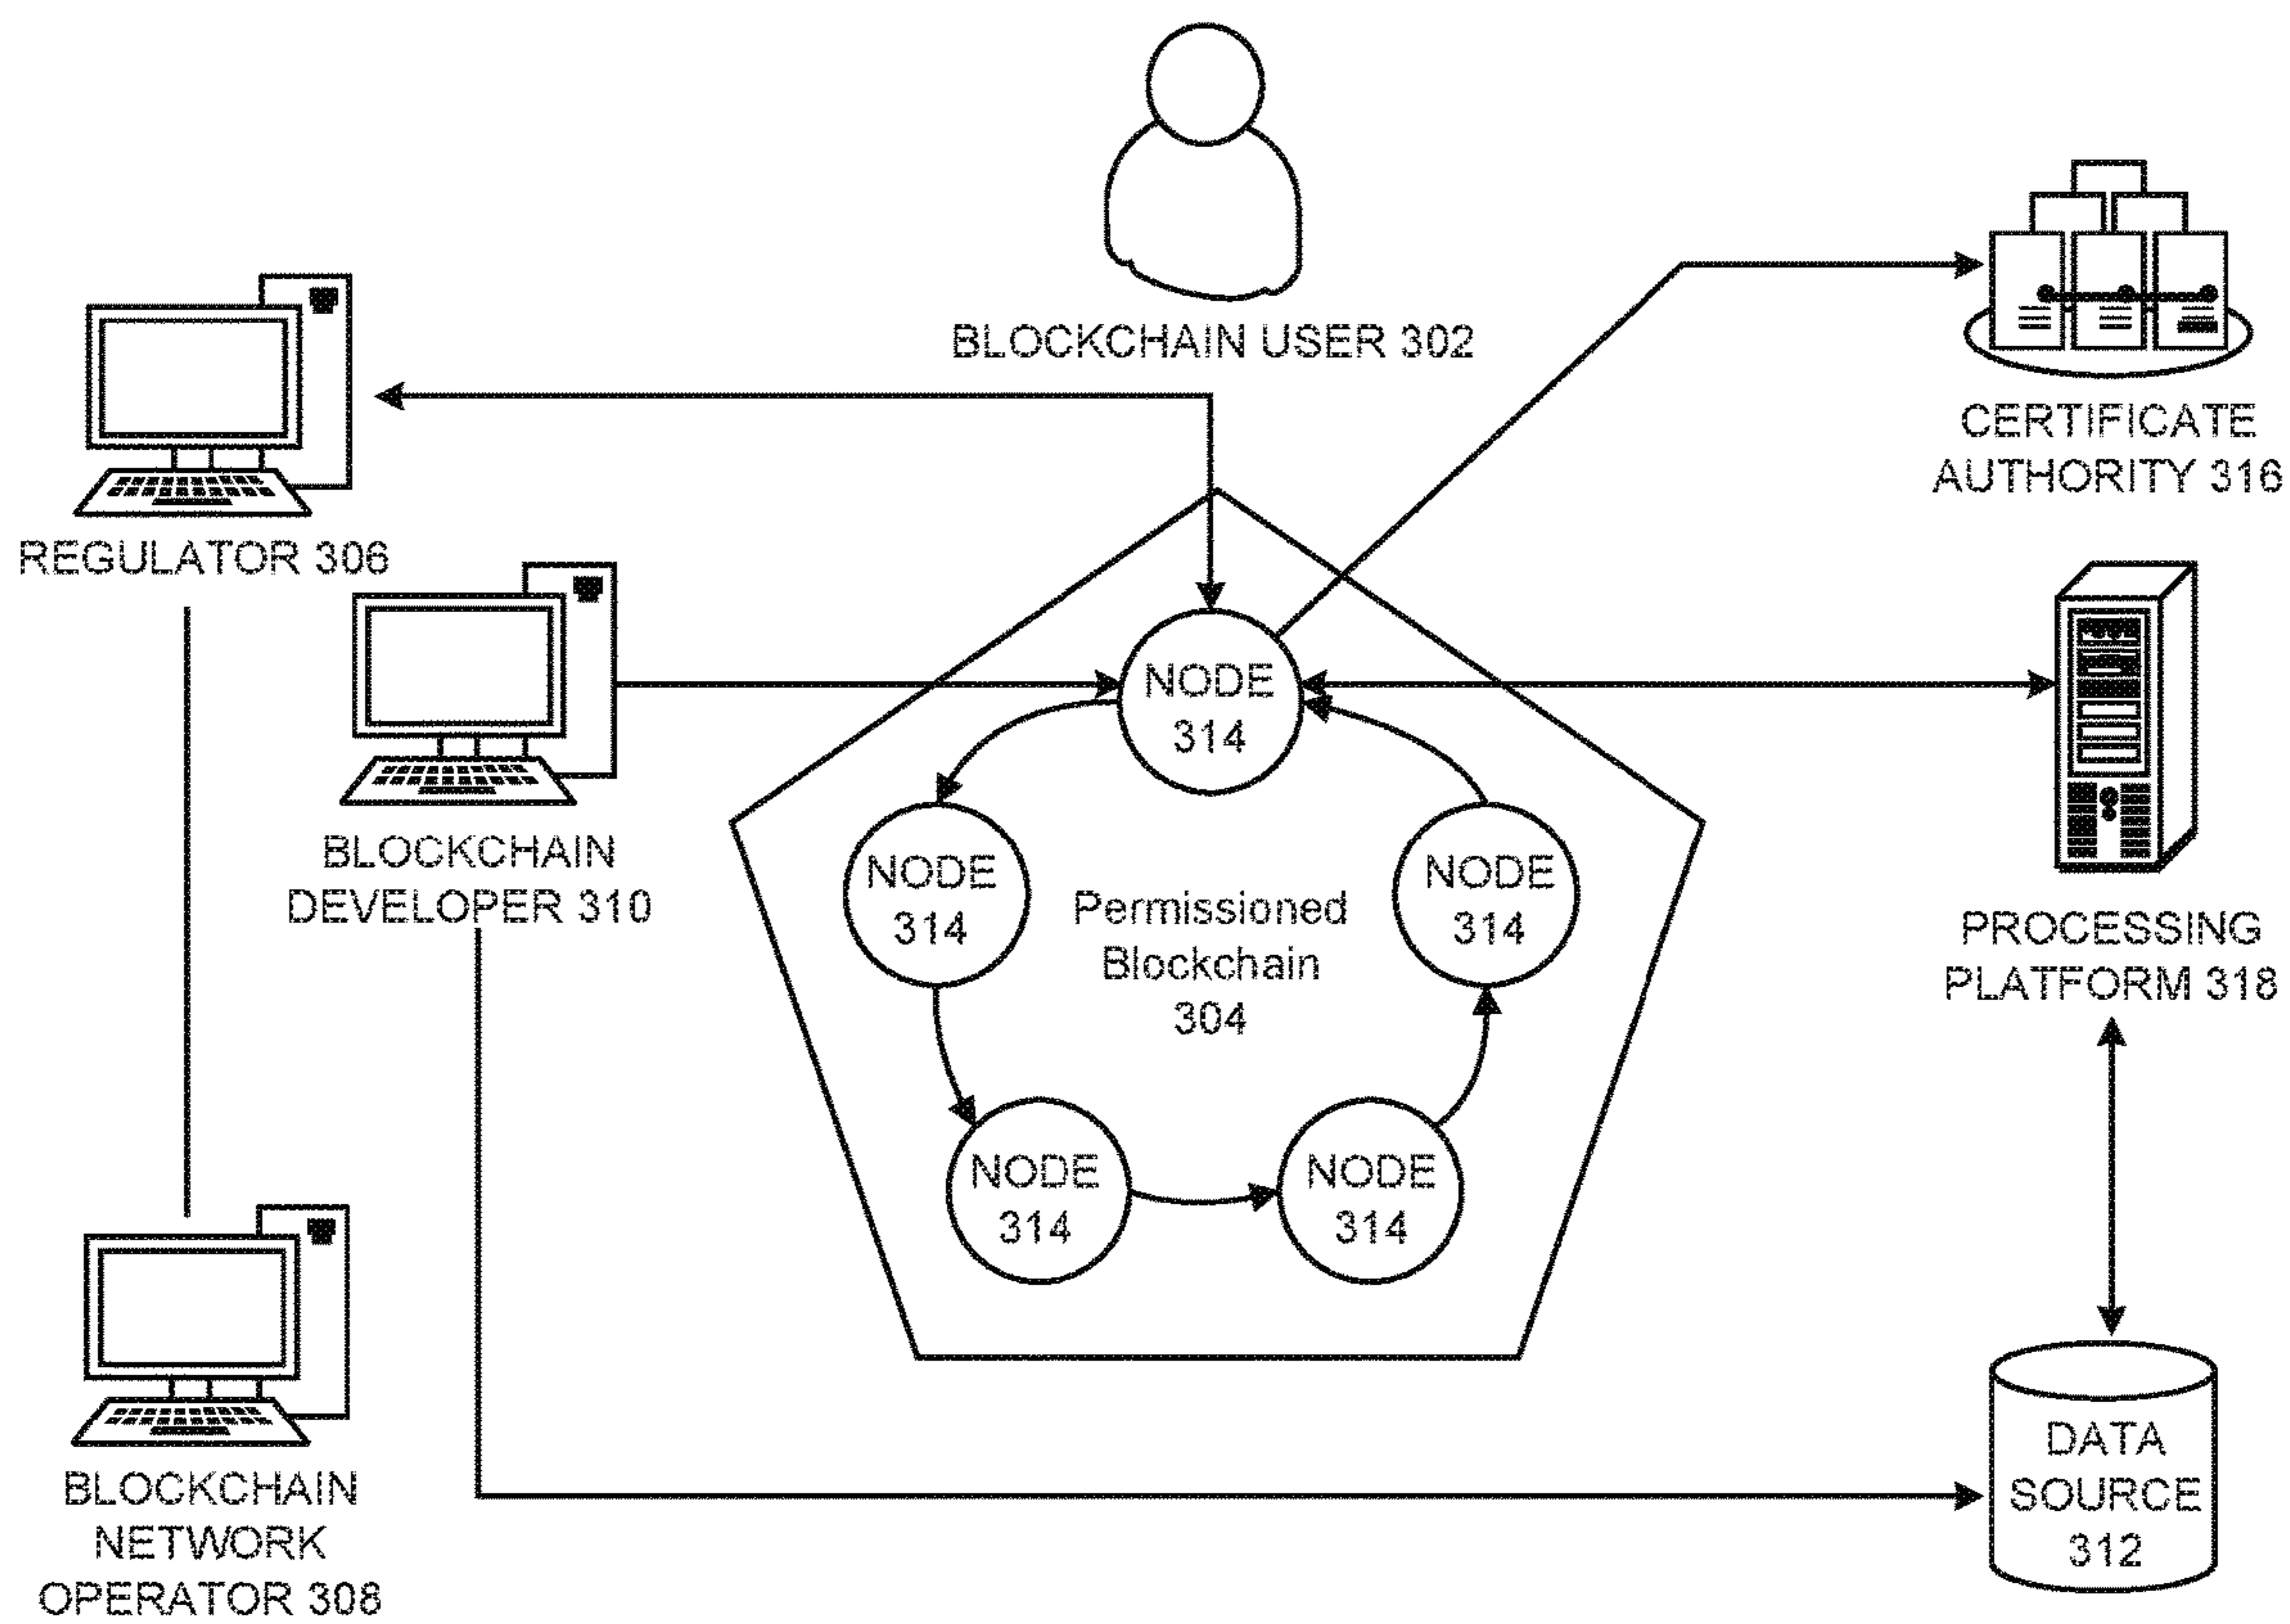 BLOCKCHAIN USER 302
CERTIFICATE
AUTHORITY 316
REGULATOR 306
BLOCKCHAIN
DEVELOPER 310
NODE
314
NODE
314
Permissioned
Blockchain
304
NODE
314
NODE
314
NODE
314
PROCESSING
PLATFORM 318
BLOCKCHAIN
NETWORK
OPERATOR 308
DATA
SOURCE
312